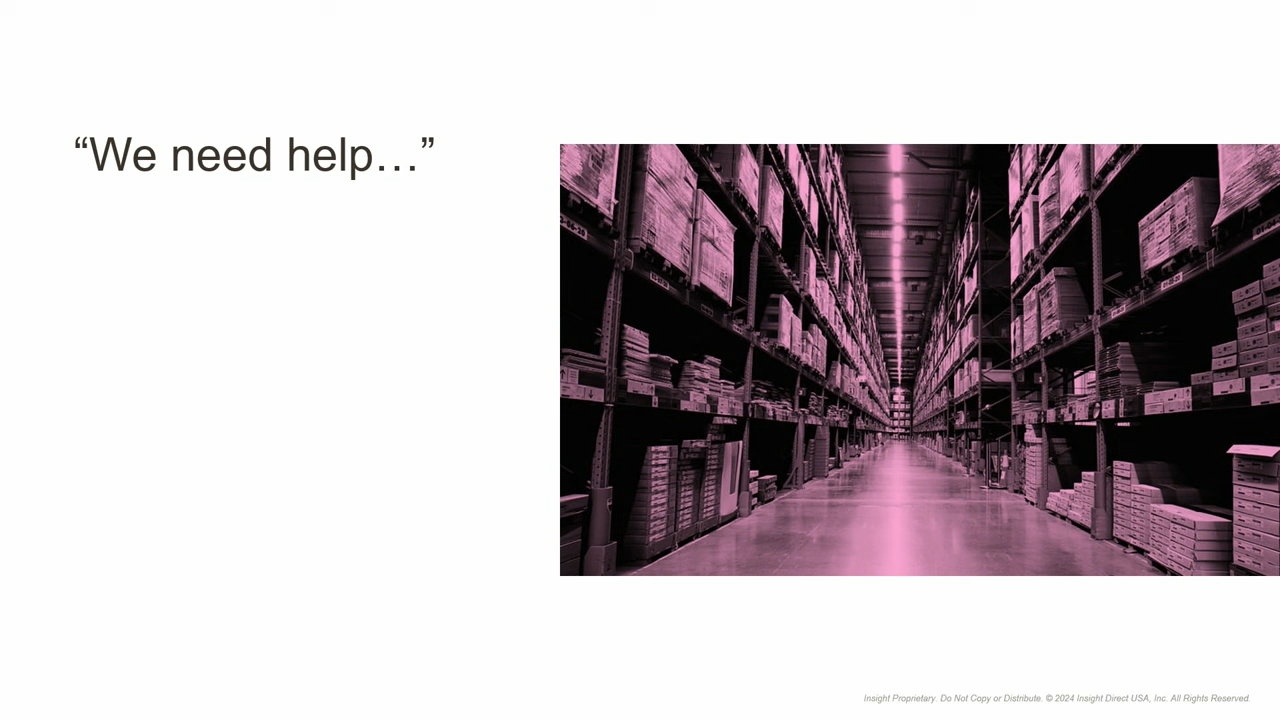 “We need help…”
Insight Proprietary. Do Not Copy or Distribute. © 2024 Insight Direct USA, Inc. All Rights Reserved.